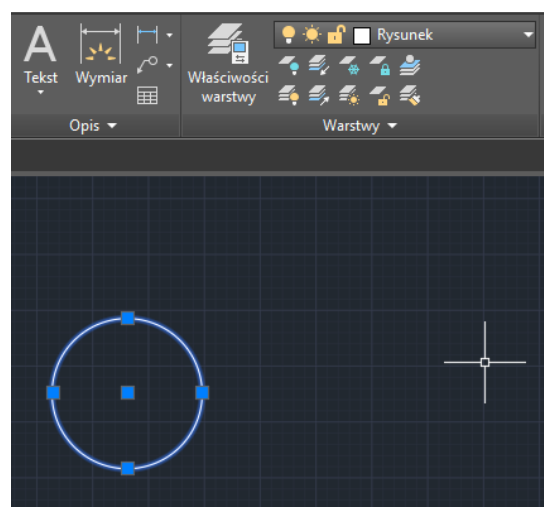 Rysunek
A
Tekst
Wymiar
Właściwości
warstwy
Opis
Warstwy